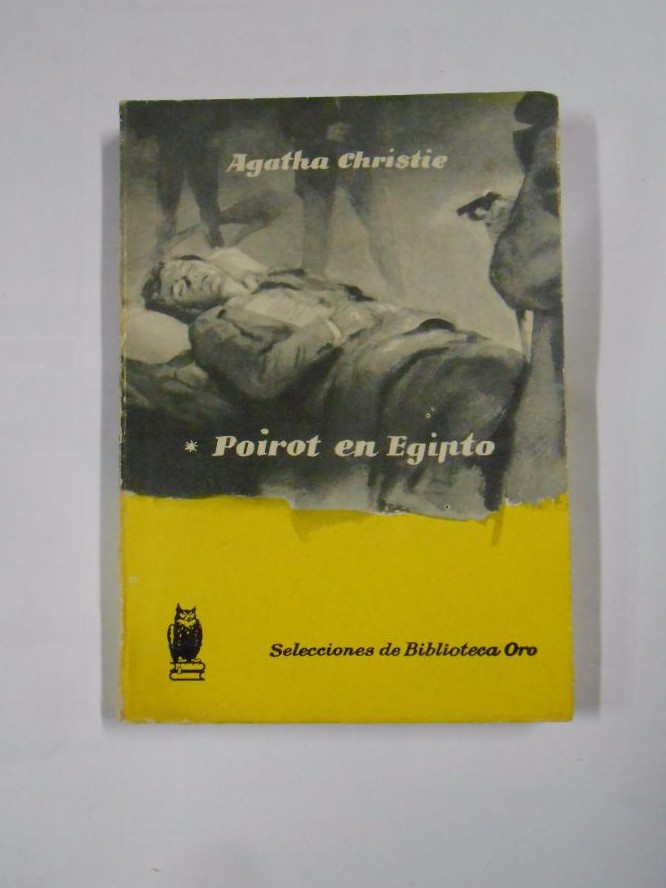 Agatha Christie
* Poirot en Egipto
Selecciones de Biblioteca Oro